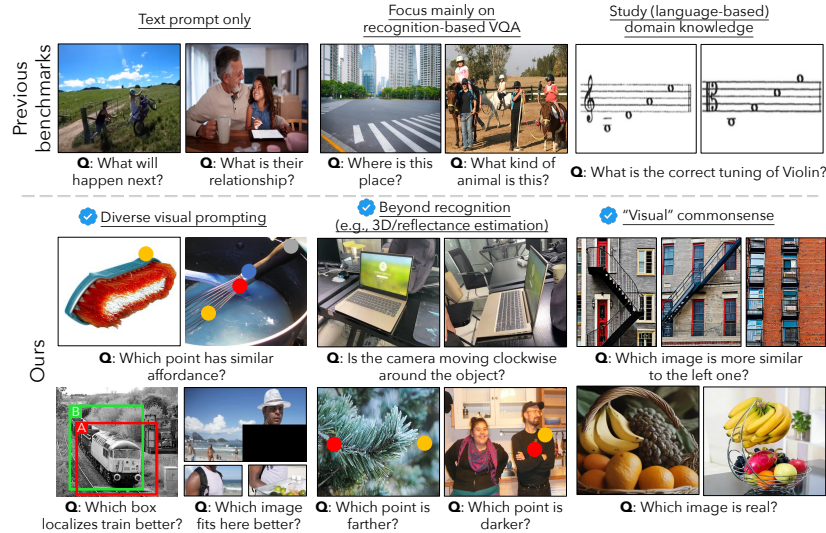 Previous benchmarks
Text prompt only
Focus mainly on
recognition-based VQA
Study (language-based)
domain knowledge
Q: What will
happen next?
Q: What is their
relationship?
Q: Where is this
place?
Q: What kind of
animal is this?
Q: What is the correct tuning of Violin?
Ours
Diverse visual prompting
Beyond recognition
(e.g., 3D/reflectance estimation)
“Visual” commonsense
Q: Which point has similar
affordance?
Q: Is the camera moving clockwise
around the object?
Q: Which image is more similar
to the left one?
B
A
Q: Which box
localizes train better?
Q: Which image
fits here better?
Q: Which point is
farther?
Q: Which point is
darker?
Q: Which image is real?